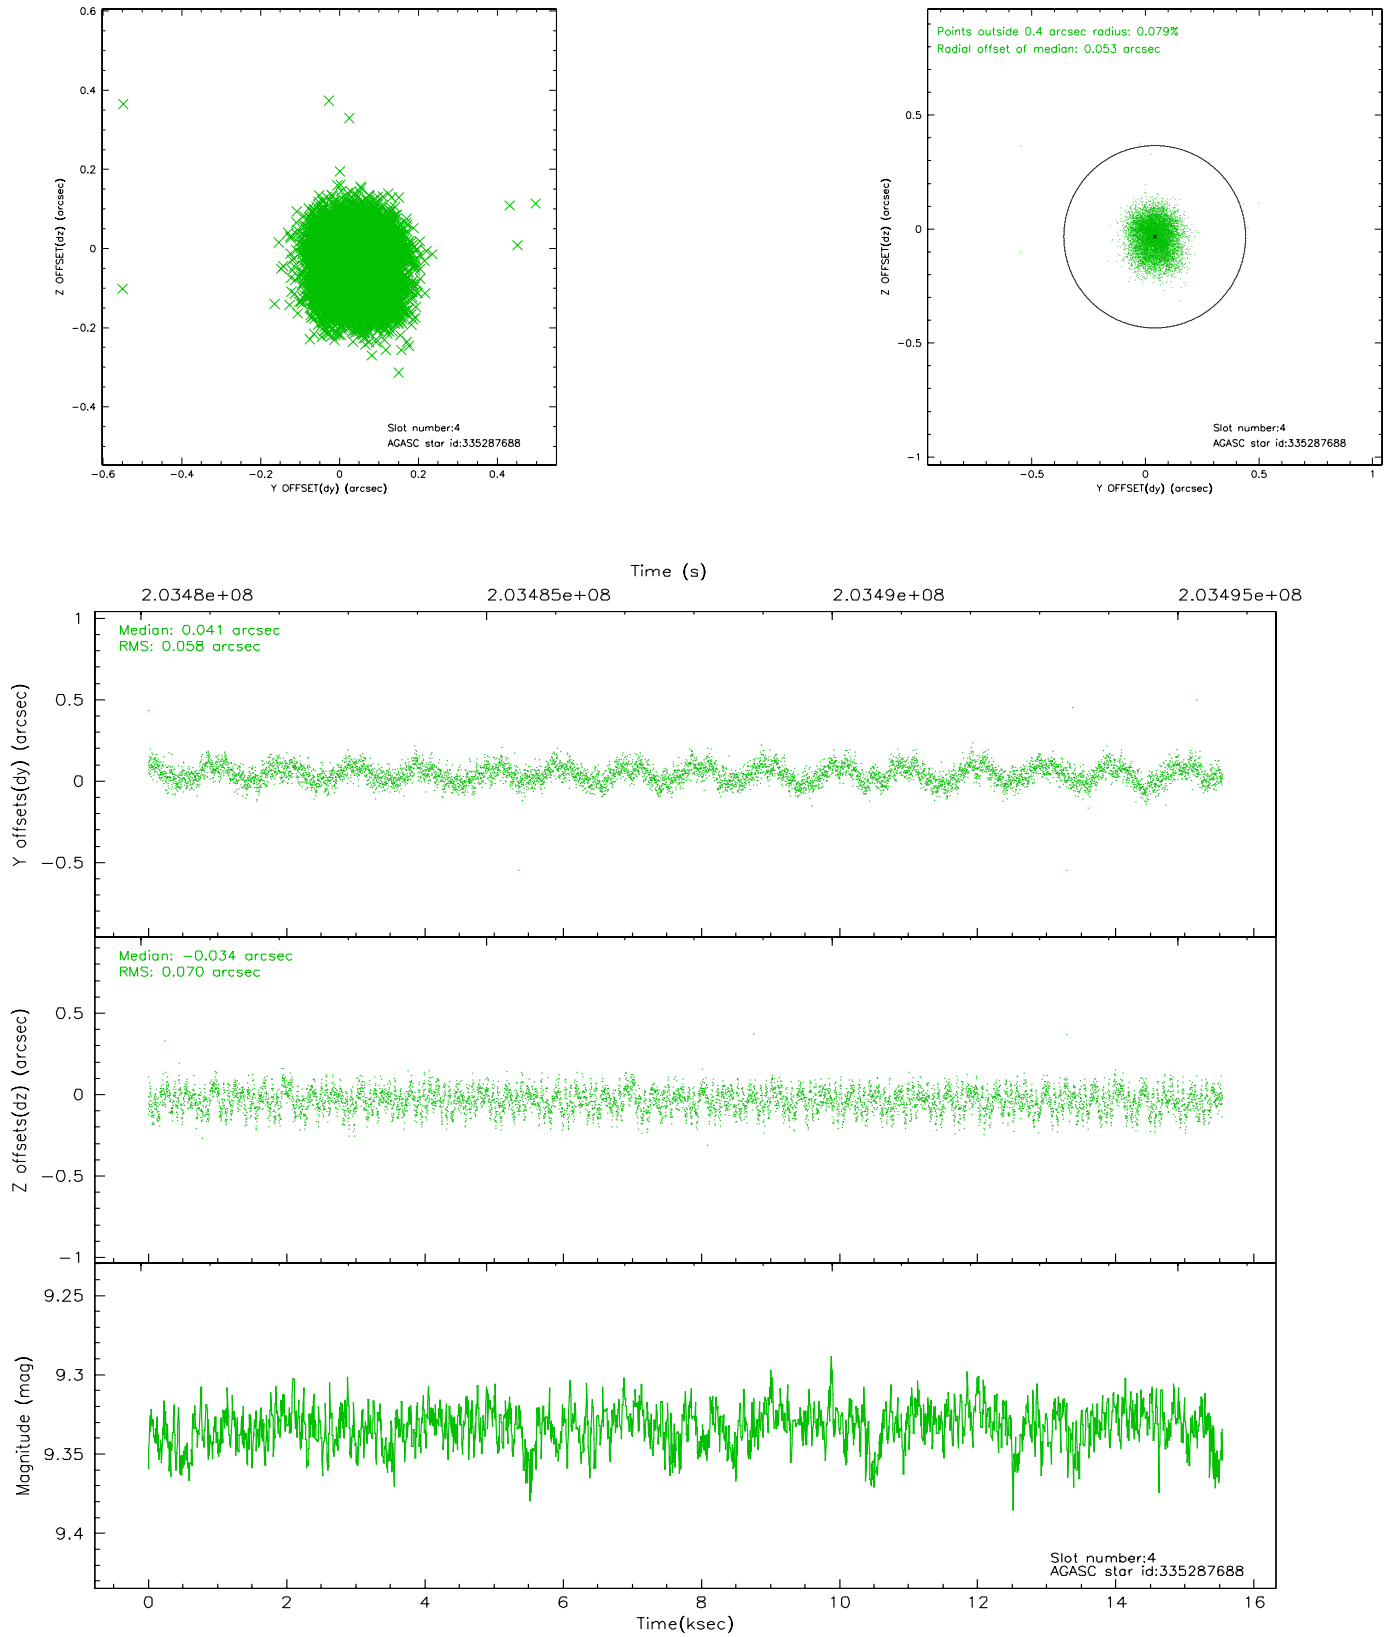 0.6
0.4
0.2
0
-0.2
-0.4
Z OFFSET(dz) (arcsec)
Slot number:4
AGASC star id:335287688
-0.6 -0.4 -0.2 0 0.2 0.4
Y OFFSET(dy) (arcsec)
Points outside 0.4 arcsec radius: 0.079%
Radial offset of median: 0.053 arcsec
0.5
0
-0.5
-1
Z OFFSET(dz) (arcsec)
Slot number:4
AGASC star id:335287688
-0.5 0 0.5 1
Y OFFSET(dy) (arcsec)
Time (s)
2.0348e+08 2.03485e+08 2.0349e+08 2.03495e+08
Median: 0.041 arcsec
RMS: 0.058 arcsec
1
0.5
0
-0.5
Y offsets(dy) (arcsec)
Median: -0.034 arcsec
RMS: 0.070 arcsec
0.5
0
-0.5
-1
Z offsets(dz) (arcsec)
9.25
9.3
9.35
9.4
Magnitude (mag)
Slot number:4
AGASC star id:335287688
0 2 4 6 8 10 12 14 16
Time(ksec)